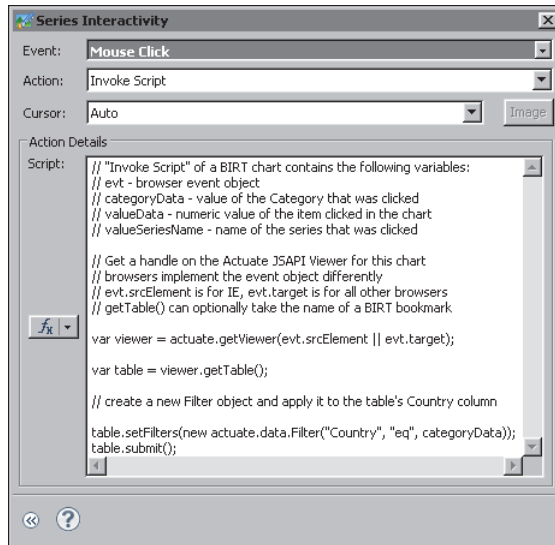 Series Interactivity
Event: Mouse Click
Action: Invoke Script
Cursor: Auto Image
Action Details
Script:
// "Invoke Script" of a BIRT chart contains the following variables:
// evt - browser event object
// categoryData - value of the Category that was clicked
// valueData - numeric value of the item clicked in the chart
// valueSeriesName - name of the series that was clicked
// Get a handle on the Actuate JSAPI Viewer for this chart
// browsers implement the event object differently
// evt.srcElement is for IE, evt.target is for all other browsers
// getTable() can optionally take the name of a BIRT bookmark
fx
var viewer = actuate.getViewer(evt.srcElement || evt.target);
var table = viewer.getTable();
// create a new Filter object and apply it to the table's Country column
table.setFilters(new actuate.data.Filter("Country", "eq", categoryData));
table.submit();
?